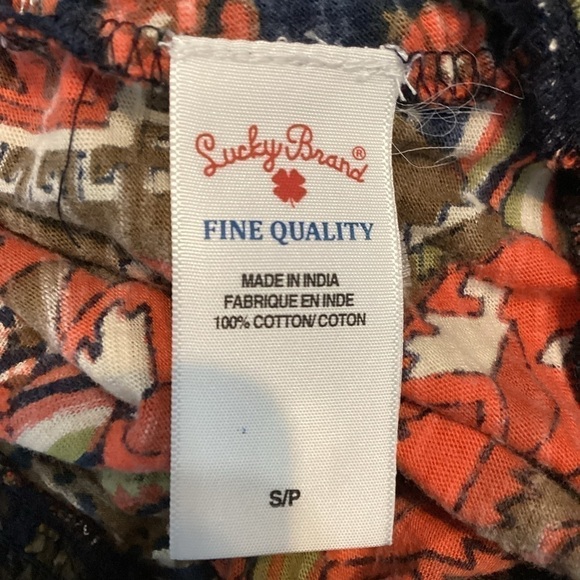 Lucky Brand®
FINE QUALITY
MADE IN INDIA
FABRIQUE EN INDE
100% COTTON/COTON
S/P